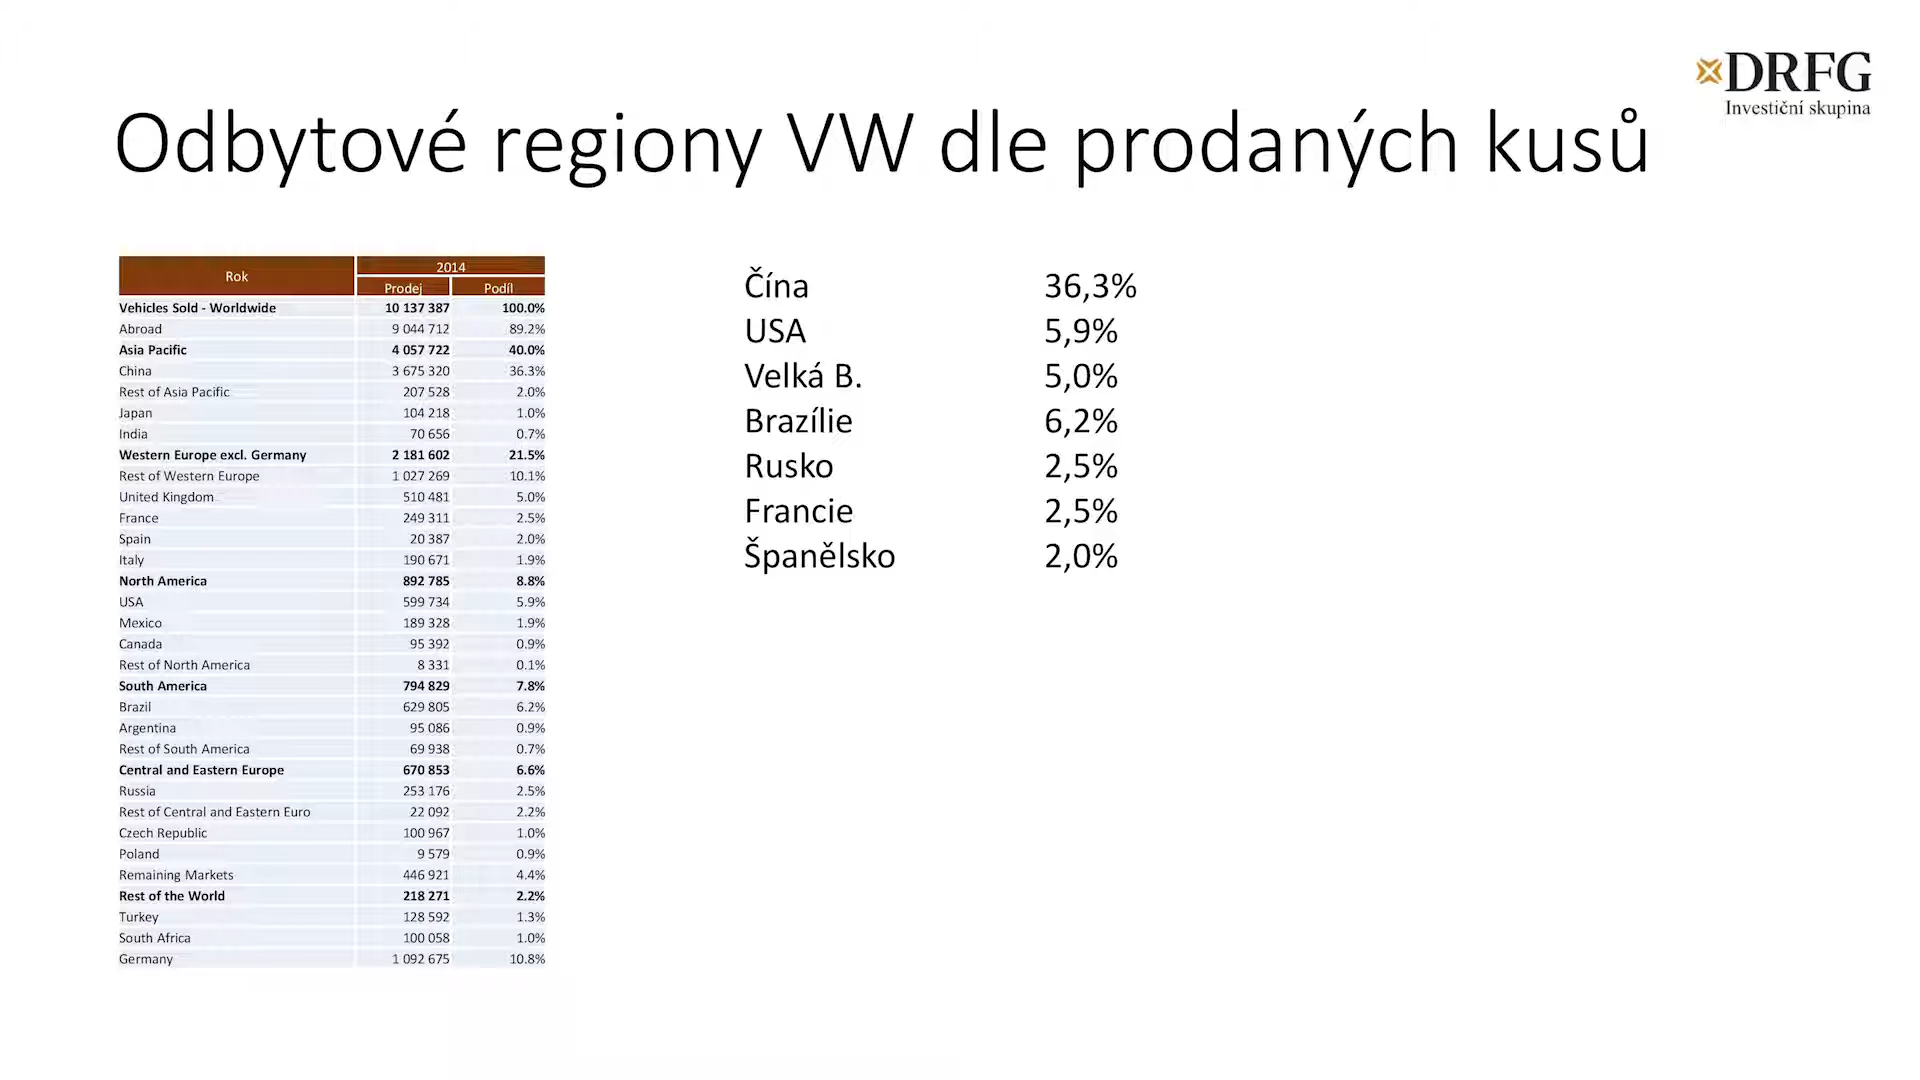 DRFG
Investiční skupina
Odbytové regiony VW dle prodaných kusů
Rok 2014
Prodej Podíl
Vehicles Sold - Worldwide 10 137 387 100.0%
Abroad 9 044 712 89.2%
Asia Pacific 4 057 722 40.0%
China 3 675 320 36.3%
Rest of Asia Pacific 207 528 2.0%
Japan 104 218 1.0%
India 70 656 0.7%
Western Europe excl. Germany 2 181 602 21.5%
Rest of Western Europe 1 027 269 10.1%
United Kingdom 510 481 5.0%
France 249 311 2.5%
Spain 20 387 2.0%
Italy 190 671 1.9%
North America 892 785 8.8%
USA 599 734 5.9%
Mexico 189 328 1.9%
Canada 95 392 0.9%
Rest of North America 8 331 0.1%
South America 794 829 7.8%
Brazil 629 805 6.2%
Argentina 95 086 0.9%
Rest of South America 69 938 0.7%
Central and Eastern Europe 670 853 6.6%
Russia 253 176 2.5%
Rest of Central and Eastern Euro 22 092 2.2%
Czech Republic 100 967 1.0%
Poland 9 579 0.9%
Remaining Markets 446 921 4.4%
Rest of the World 218 271 2.2%
Turkey 128 592 1.3%
South Africa 100 058 1.0%
Germany 1 092 675 10.8%
Čína 36,3%
USA 5,9%
Velká B. 5,0%
Brazílie 6,2%
Rusko 2,5%
Francie 2,5%
Španělsko 2,0%